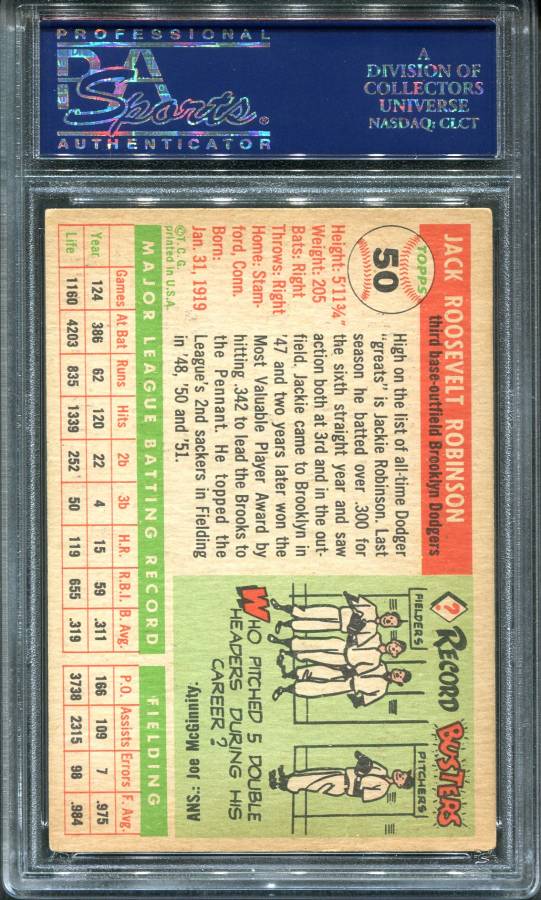 PROFESSIONAL
PSA
Sports®
AUTHENTICATOR
A
DIVISION OF
COLLECTORS
UNIVERSE
NASDAQ: CLCT
TOPPS
50
JACK ROOSEVELT ROBINSON
third base-outfield Brooklyn Dodgers
Height: 5'11¾"
Weight: 205
Bats: Right
Throws: Right
Home: Stam-
ford, Conn.
Born:
Jan. 31, 1919
©T.C.G.
printed in U.S.A.
High on the list of all-time Dodger
"greats" is Jackie Robinson. Last
season he batted over .300 for
the sixth straight year and saw
action both at 3rd and in the out-
field. Jackie came to Brooklyn in
'47 and two years later won the
Most Valuable Player Award by
hitting .342 to lead the Brooks to
the Pennant. He topped the
League's 2nd sackers in Fielding
in '48, '50 and '51.
? RECORD BUSTERS
FIELDERS
PITCHERS
WHO PITCHED 5 DOUBLE
HEADERS DURING HIS
CAREER?
ANS: Joe McGinnity.
MAJOR LEAGUE BATTING RECORD FIELDING
Games At Bat Runs Hits 2b 3b H.R. R.B.I. B. Avg. P.O. Assists Errors F. Avg.
Year 124 386 62 120 22 4 15 59 .311 166 109 7 .975
Life 1160 4203 835 1339 252 50 119 655 .319 3738 2315 98 .984